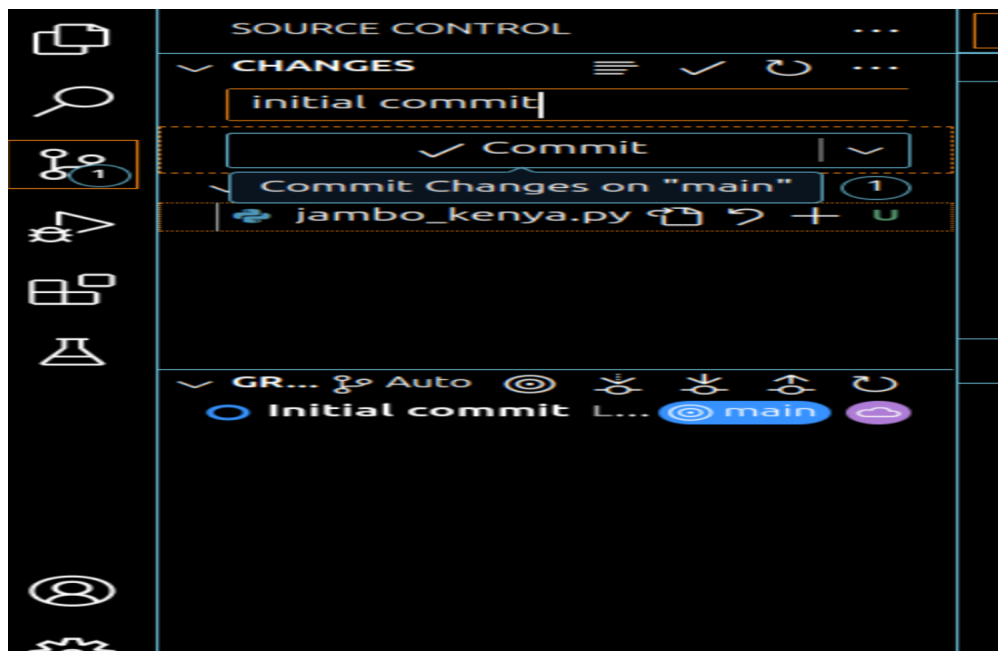 SOURCE CONTROL ...
CHANGES ...
initial commit
Commit
Commit Changes on "main" 1
jambo_kenya.py U
1
GR... Auto
Initial commit L... main